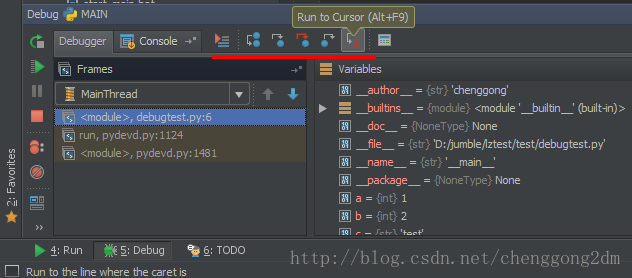 Debug MAIN
Run to Cursor (Alt+F9)
Debugger Console
Frames
Variables
MainThread
<module>, debugtest.py:6
run, pydevd.py:1124
<module>, pydevd.py:1481
__author__ = {str} 'chenggong'
__builtins__ = {module} <module '__builtin__' (built-in)>
__doc__ = {NoneType} None
__file__ = {str} 'D:/jumble/lztest/test/debugtest.py'
__name__ = {str} '__main__'
__package__ = {NoneType} None
a = {int} 1
b = {int} 2
c = {str} 'test'
2: Favorites
4: Run 5: Debug 6: TODO
http://blog.csdn.net/chenggong2dm
Run to the line where the caret is